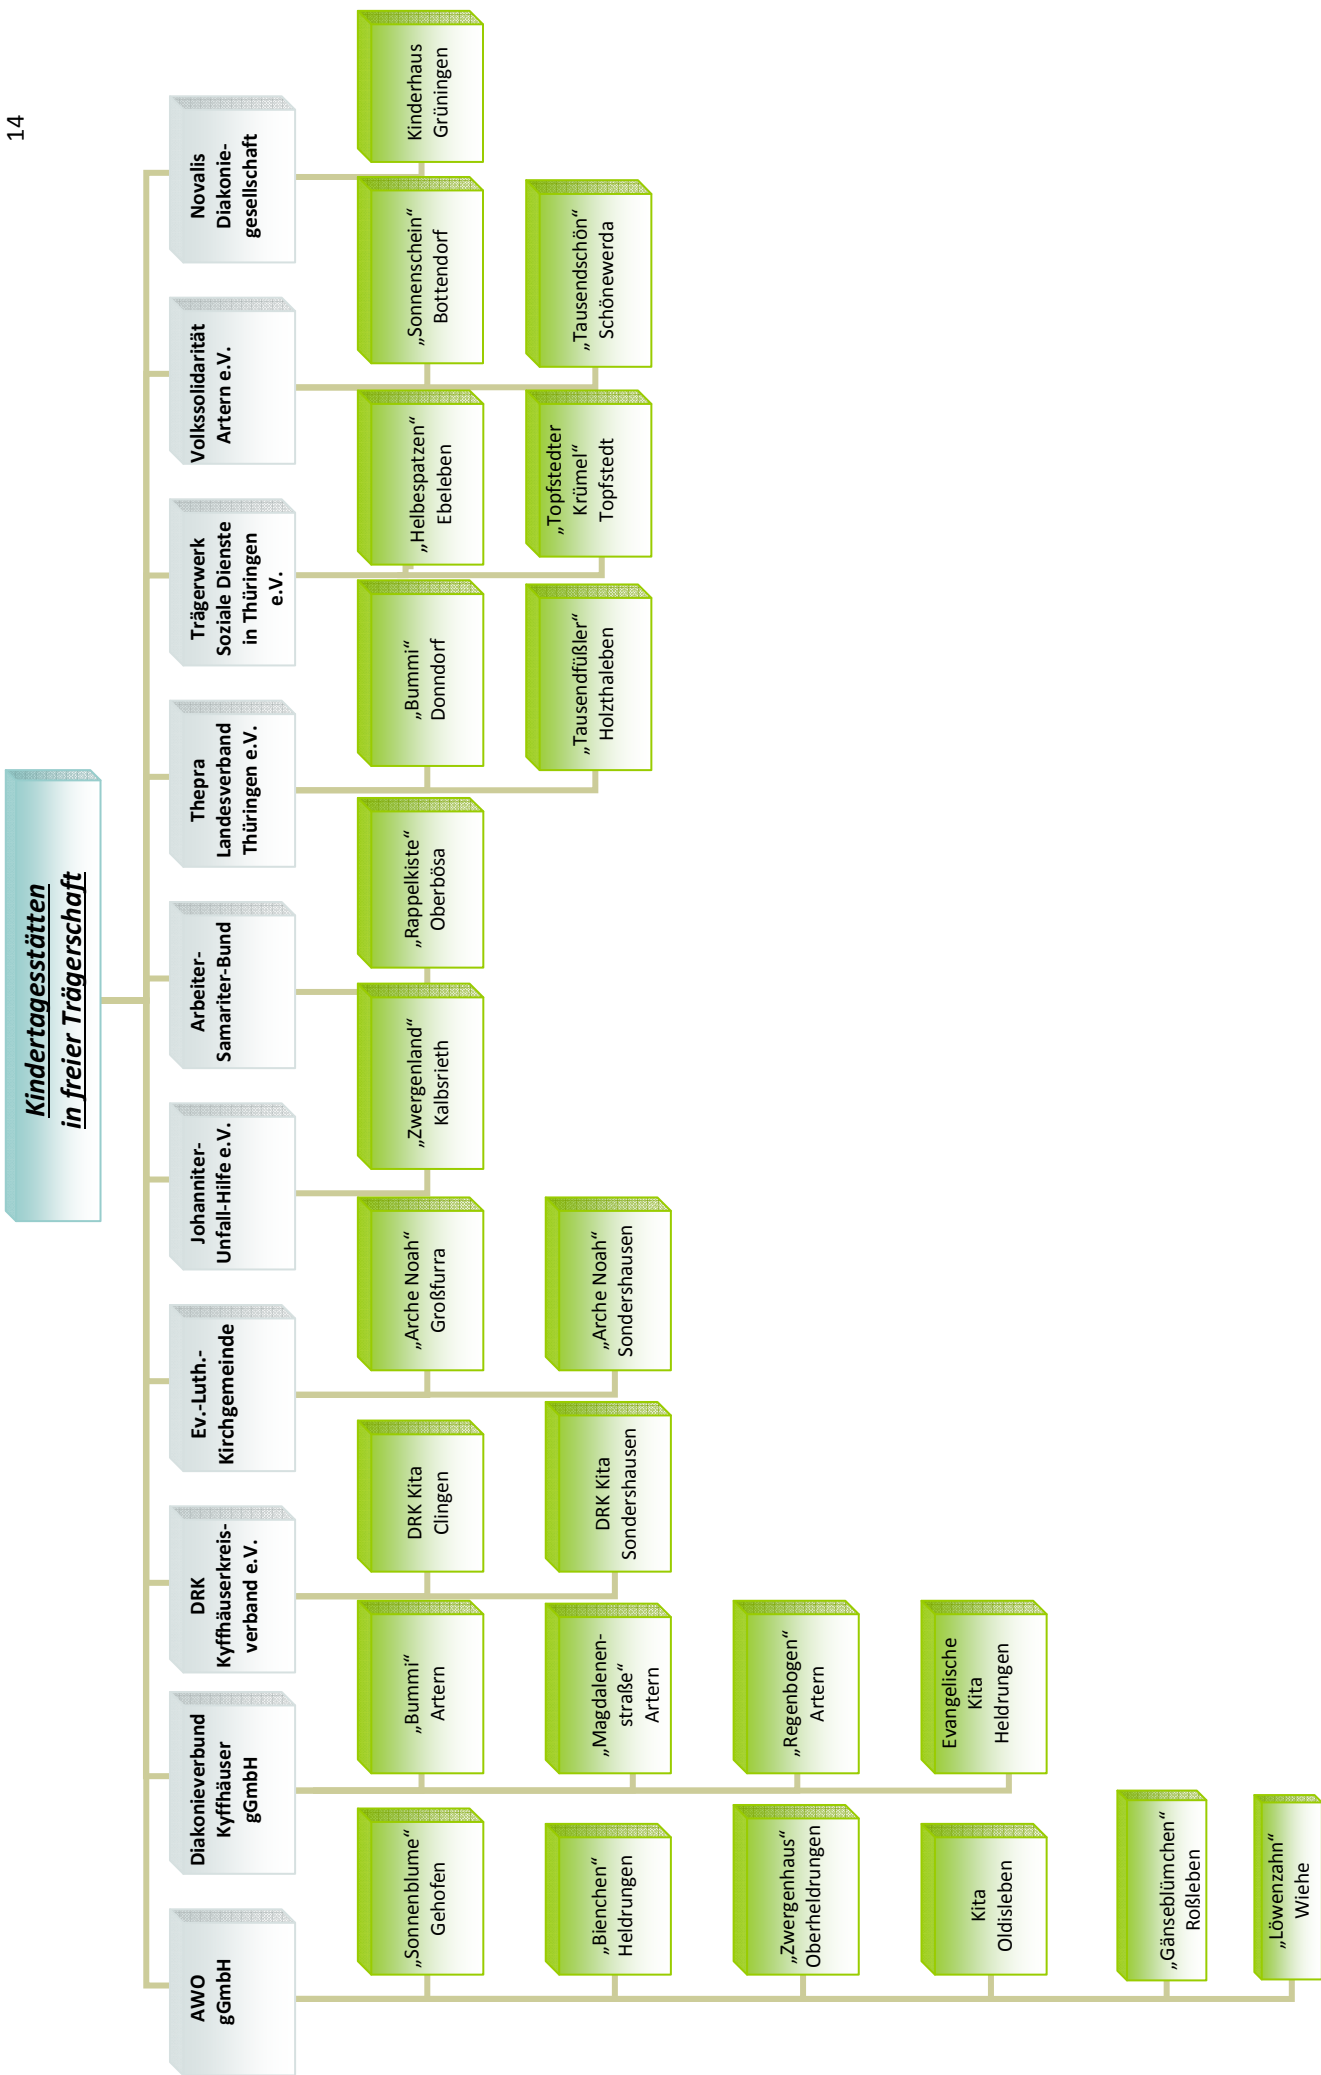 14
Kindertagesstätten
in freier Trägerschaft
AWO
gGmbH
„Sonnenblume“
Gehofen
„Bienchen“
Heldrungen
„Zwergenhaus“
Oberheldrungen
Kita
Oldisleben
„Gänseblümchen“
Roßleben
„Löwenzahn“
Wiehe
Diakonieverbund
Kyffhäuser
gGmbH
„Bummi“
Artern
„Magdalenen-
straße“
Artern
„Regenbogen“
Artern
Evangelische
Kita
Heldrungen
DRK
Kyffhäuserkreis-
verband e.V.
DRK Kita
Clingen
DRK Kita
Sondershausen
Ev.-Luth.-
Kirchgemeinde
„Arche Noah“
Großfurra
„Arche Noah“
Sondershausen
Johanniter-
Unfall-Hilfe e.V.
„Zwergenland“
Kalbsrieth
Arbeiter-
Samariter-Bund
„Rappelkiste“
Oberbösa
Thepra
Landesverband
Thüringen e.V.
„Bummi“
Donndorf
„Tausendfüßler“
Holzthaleben
Trägerwerk
Soziale Dienste
in Thüringen
e.V.
„Helbespatzen“
Ebeleben
„Topfstedter
Krümel“
Topfstedt
Volkssolidarität
Artern e.V.
„Sonnenschein“
Bottendorf
„Tausendschön“
Schönewerda
Novalis
Diakonie-
gesellschaft
Kinderhaus
Grüningen